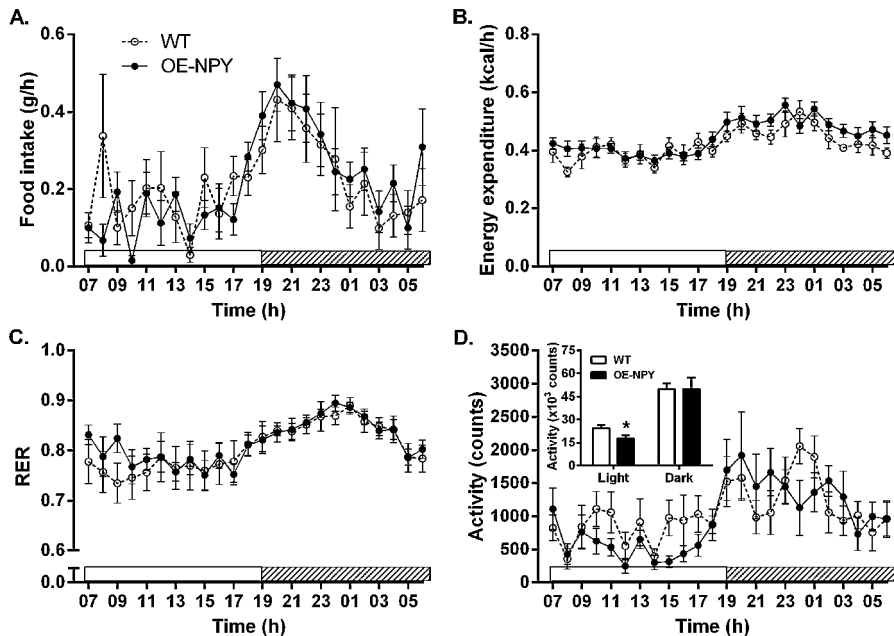 A.
WT
OE-NPY
Food intake (g/h)
0.6
0.4
0.2
0.0
07 09 11 13 15 17 19 21 23 01 03 05
Time (h)
B.
Energy expenditure (kcal/h)
0.8
0.6
0.4
0.2
0.0
07 09 11 13 15 17 19 21 23 01 03 05
Time (h)
C.
RER
1.0
0.9
0.8
0.7
0.6
0.0
07 09 11 13 15 17 19 21 23 01 03 05
Time (h)
D.
Activity (counts)
3500
3000
2500
2000
1500
1000
500
0
07 09 11 13 15 17 19 21 23 01 03 05
Time (h)
Activity (x10³ counts)
75
60
45
30
15
0
WT
OE-NPY
*
Light Dark